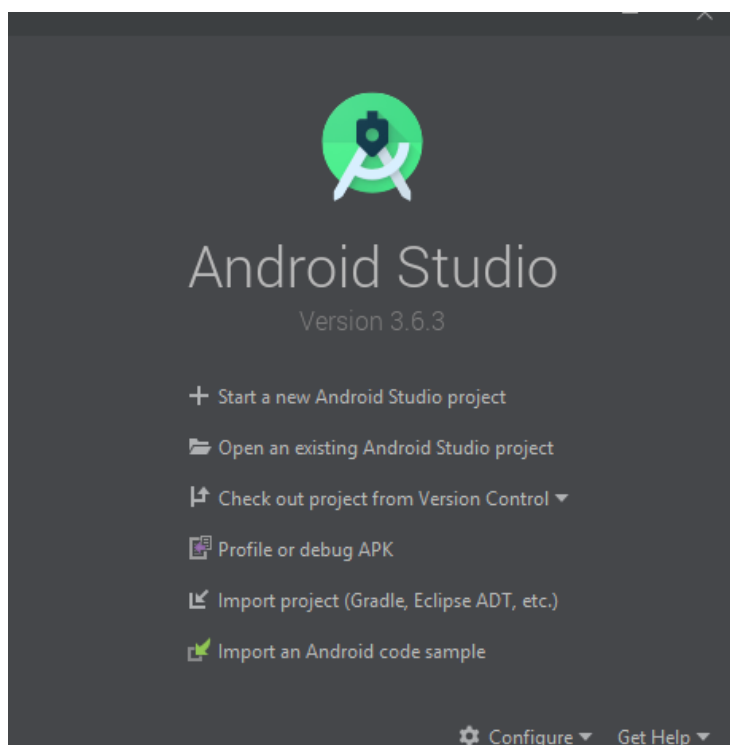 Android Studio
Version 3.6.3
Start a new Android Studio project
Open an existing Android Studio project
Check out project from Version Control
Profile or debug APK
Import project (Gradle, Eclipse ADT, etc.)
Import an Android code sample
Configure Get Help